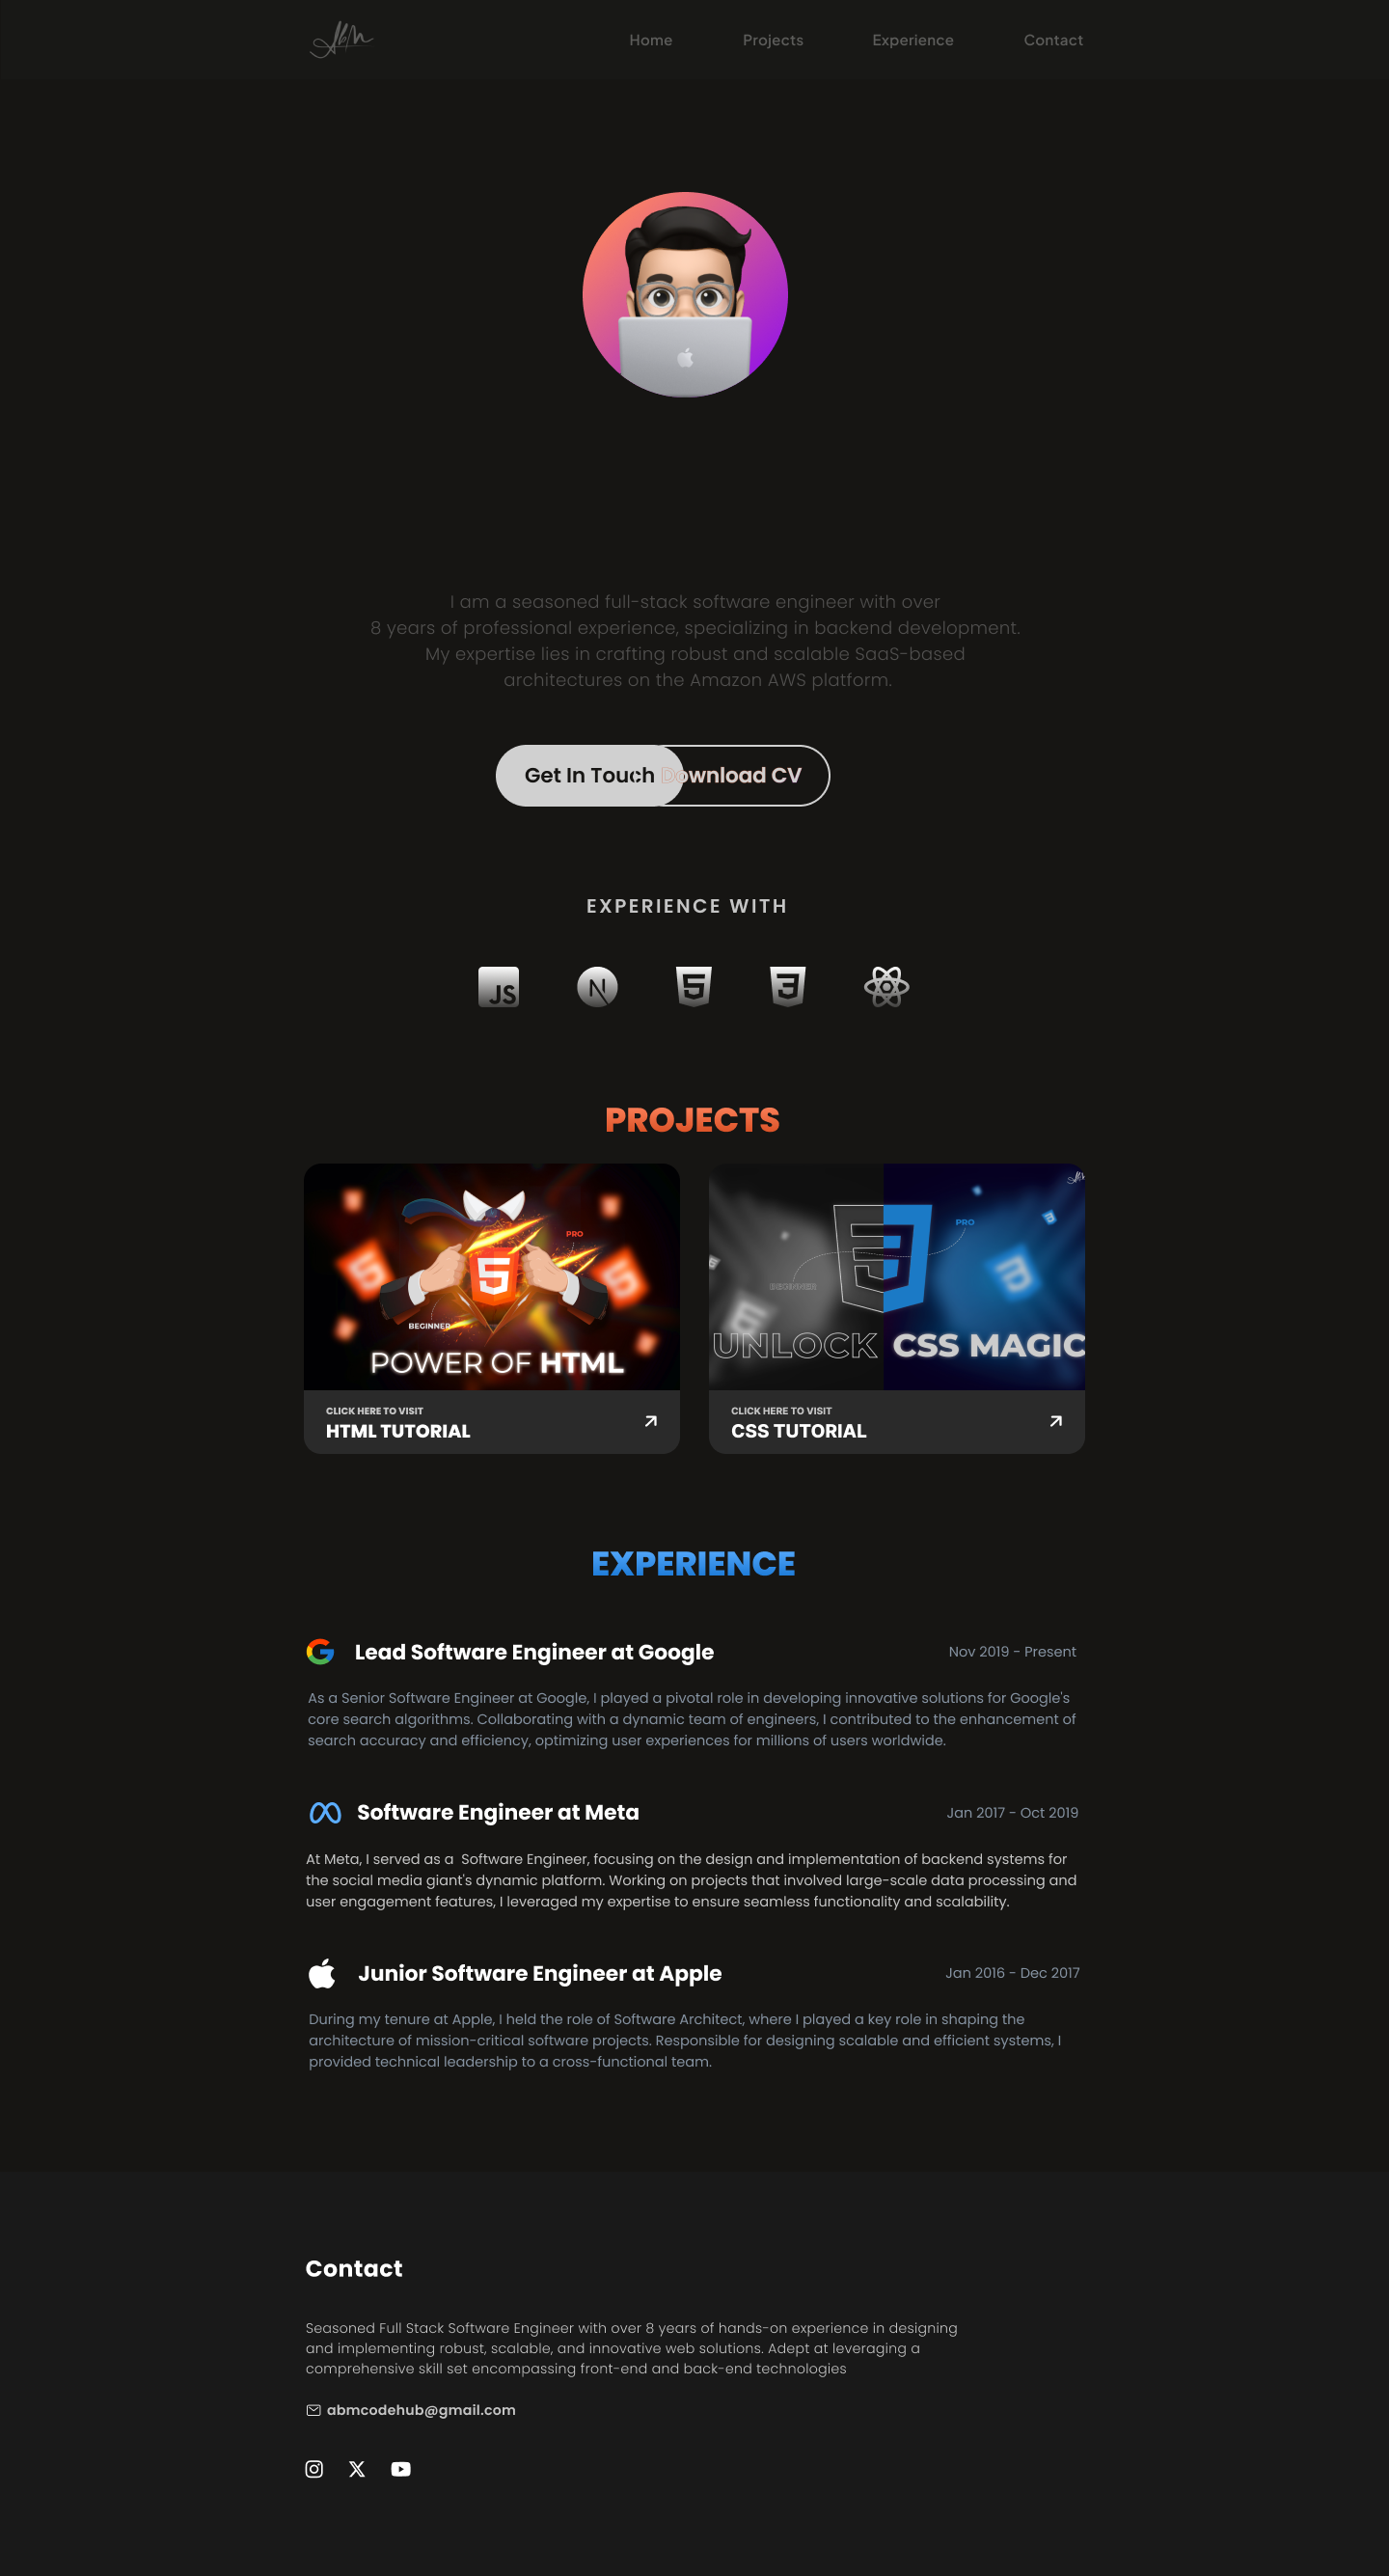 Home Projects Experience Contact
I am a seasoned full-stack software engineer with over
8 years of professional experience, specializing in backend development.
My expertise lies in crafting robust and scalable SaaS-based
architectures on the Amazon AWS platform.
Get In Touch Download CV
EXPERIENCE WITH
JS
PROJECTS
PRO
BEGINNER
POWER OF HTML
CLICK HERE TO VISIT
HTML TUTORIAL
PRO
BEGINNER
UNLOCK CSS MAGIC
CLICK HERE TO VISIT
CSS TUTORIAL
EXPERIENCE
Lead Software Engineer at Google Nov 2019 - Present
As a Senior Software Engineer at Google, I played a pivotal role in developing innovative solutions for Google's
core search algorithms. Collaborating with a dynamic team of engineers, I contributed to the enhancement of
search accuracy and efficiency, optimizing user experiences for millions of users worldwide.
Software Engineer at Meta Jan 2017 - Oct 2019
At Meta, I served as a Software Engineer, focusing on the design and implementation of backend systems for
the social media giant's dynamic platform. Working on projects that involved large-scale data processing and
user engagement features, I leveraged my expertise to ensure seamless functionality and scalability.
Junior Software Engineer at Apple Jan 2016 - Dec 2017
During my tenure at Apple, I held the role of Software Architect, where I played a key role in shaping the
architecture of mission-critical software projects. Responsible for designing scalable and efficient systems, I
provided technical leadership to a cross-functional team.
Contact
Seasoned Full Stack Software Engineer with over 8 years of hands-on experience in designing
and implementing robust, scalable, and innovative web solutions. Adept at leveraging a
comprehensive skill set encompassing front-end and back-end technologies
abmcodehub@gmail.com